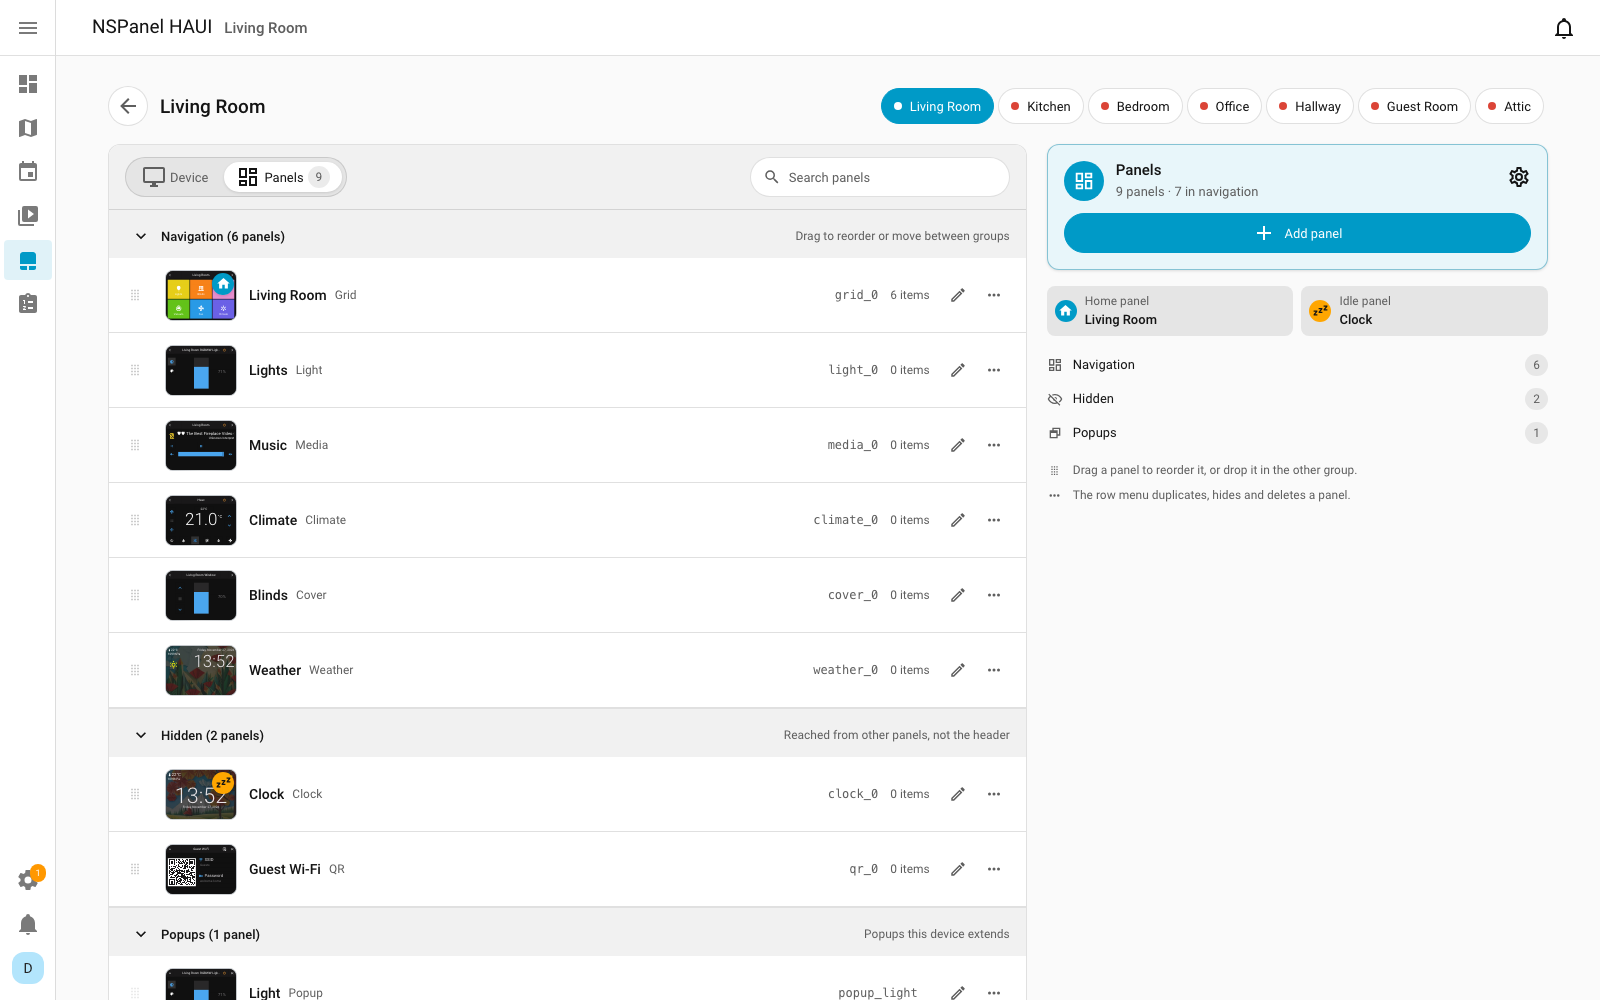 NSPanel HAUI Living Room
Living Room
Living Room
Kitchen
Bedroom
Office
Hallway
Guest Room
Attic
Device
Panels 9
Search panels
Navigation (6 panels)
Drag to reorder or move between groups
Living Room Grid grid_0 6 items
Lights Light light_0 0 items
Music Media media_0 0 items
21.0
Climate Climate climate_0 0 items
Blinds Cover cover_0 0 items
13:52
Weather Weather weather_0 0 items
Hidden (2 panels)
Reached from other panels, not the header
13:52
zzz
Clock Clock clock_0 0 items
Guest Wi-Fi QR qr_0 0 items
Popups (1 panel)
Popups this device extends
Light Popup popup_light
Panels
9 panels · 7 in navigation
Add panel
Home panel
Living Room
zzz
Idle panel
Clock
Navigation 6
Hidden 2
Popups 1
Drag a panel to reorder it, or drop it in the other group.
The row menu duplicates, hides and deletes a panel.
1
D